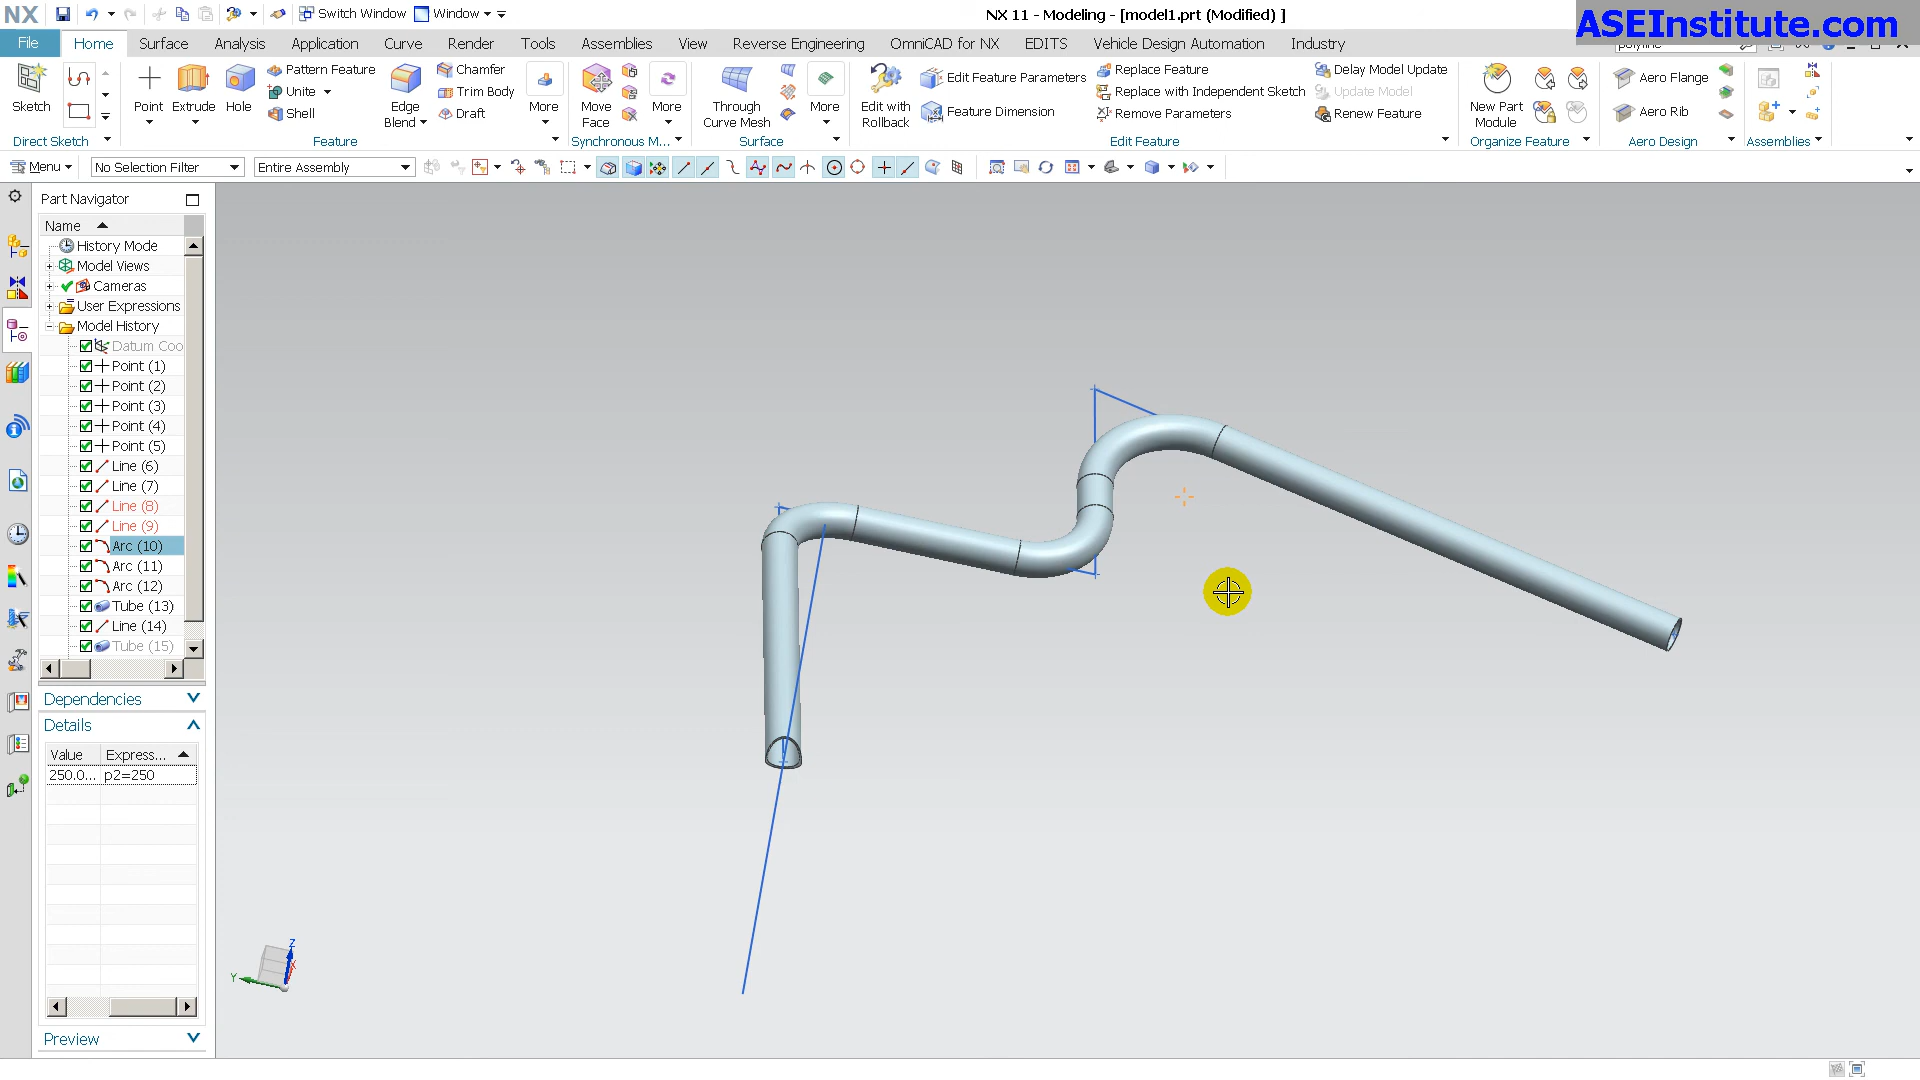 NX
Switch Window
Window
NX 11 - Modeling - [model1.prt (Modified) ]
ASEInstitute.com
File
Home
Surface
Analysis
Application
Curve
Render
Tools
Assemblies
View
Reverse Engineering
OmniCAD for NX
EDITS
Vehicle Design Automation
Industry
Sketch
Direct Sketch
Point
Extrude
Hole
Pattern Feature
Unite
Shell
Edge
Blend
Chamfer
Trim Body
Draft
More
Feature
Move
Face
More
Synchronous M...
Through
Curve Mesh
More
Surface
Edit with
Rollback
Edit Feature Parameters
Feature Dimension
Replace Feature
Replace with Independent Sketch
Remove Parameters
Delay Model Update
Update Model
Renew Feature
Edit Feature
New Part
Module
Organize Feature
Aero Flange
Aero Rib
Aero Design
Assemblies
Menu
No Selection Filter
Entire Assembly
Part Navigator
Name
History Mode
Model Views
Cameras
User Expressions
Model History
Datum Coo
Point (1)
Point (2)
Point (3)
Point (4)
Point (5)
Line (6)
Line (7)
Line (8)
Line (9)
Arc (10)
Arc (11)
Arc (12)
Tube (13)
Line (14)
Tube (15)
Dependencies
Details
Value Express...
250.0... p2=250
Preview
Z
X
Y